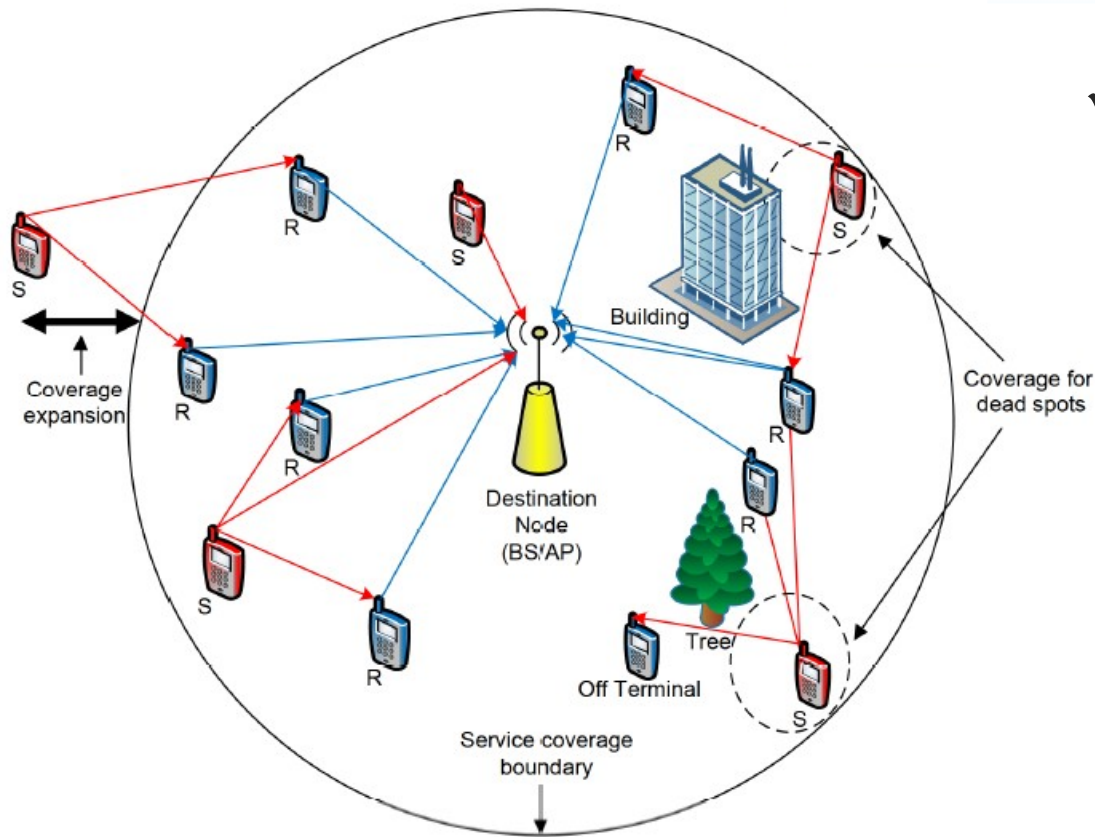 R
R
S
S
S
Building
Coverage
expansion
R
Coverage for
dead spots
R
R
Destination
Node
(BS/AP)
R
S
Tree
R
Off Terminal
S
Service coverage
boundary